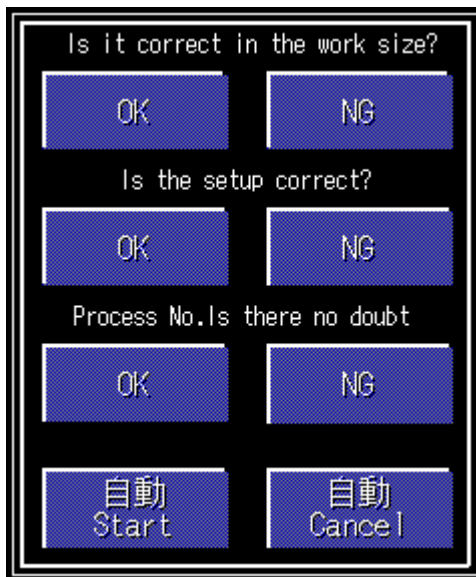 Is it correct in the work size?
OK NG
Is the setup correct?
OK NG
Process No.Is there no doubt
OK NG
自動 自動
Start Cancel